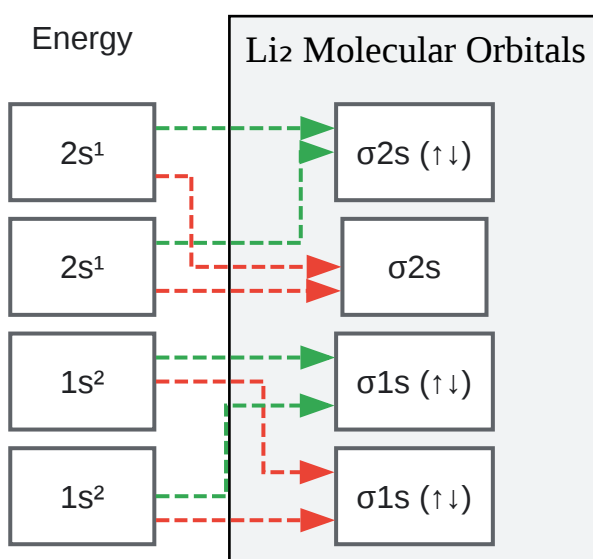 Energy
Li₂ Molecular Orbitals
2s¹
σ2s (↑↓)
2s¹
σ2s
1s²
σ1s (↑↓)
1s²
σ1s (↑↓)